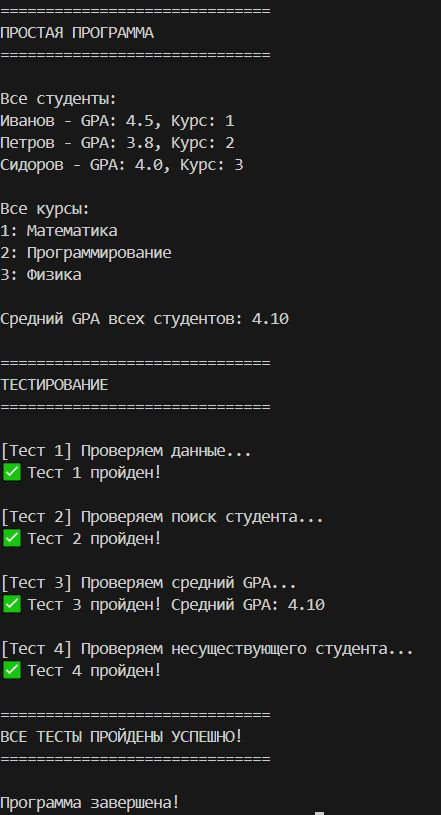 ==============================
ПРОСТАЯ ПРОГРАММА
==============================
Все студенты:
Иванов - GPA: 4.5, Курс: 1
Петров - GPA: 3.8, Курс: 2
Сидоров - GPA: 4.0, Курс: 3
Все курсы:
1: Математика
2: Программирование
3: Физика
Средний GPA всех студентов: 4.10
==============================
ТЕСТИРОВАНИЕ
==============================
[Тест 1] Проверяем данные...
✅ Тест 1 пройден!
[Тест 2] Проверяем поиск студента...
✅ Тест 2 пройден!
[Тест 3] Проверяем средний GPA...
✅ Тест 3 пройден! Средний GPA: 4.10
[Тест 4] Проверяем несуществующего студента...
✅ Тест 4 пройден!
==============================
ВСЕ ТЕСТЫ ПРОЙДЕНЫ УСПЕШНО!
==============================
Программа завершена!